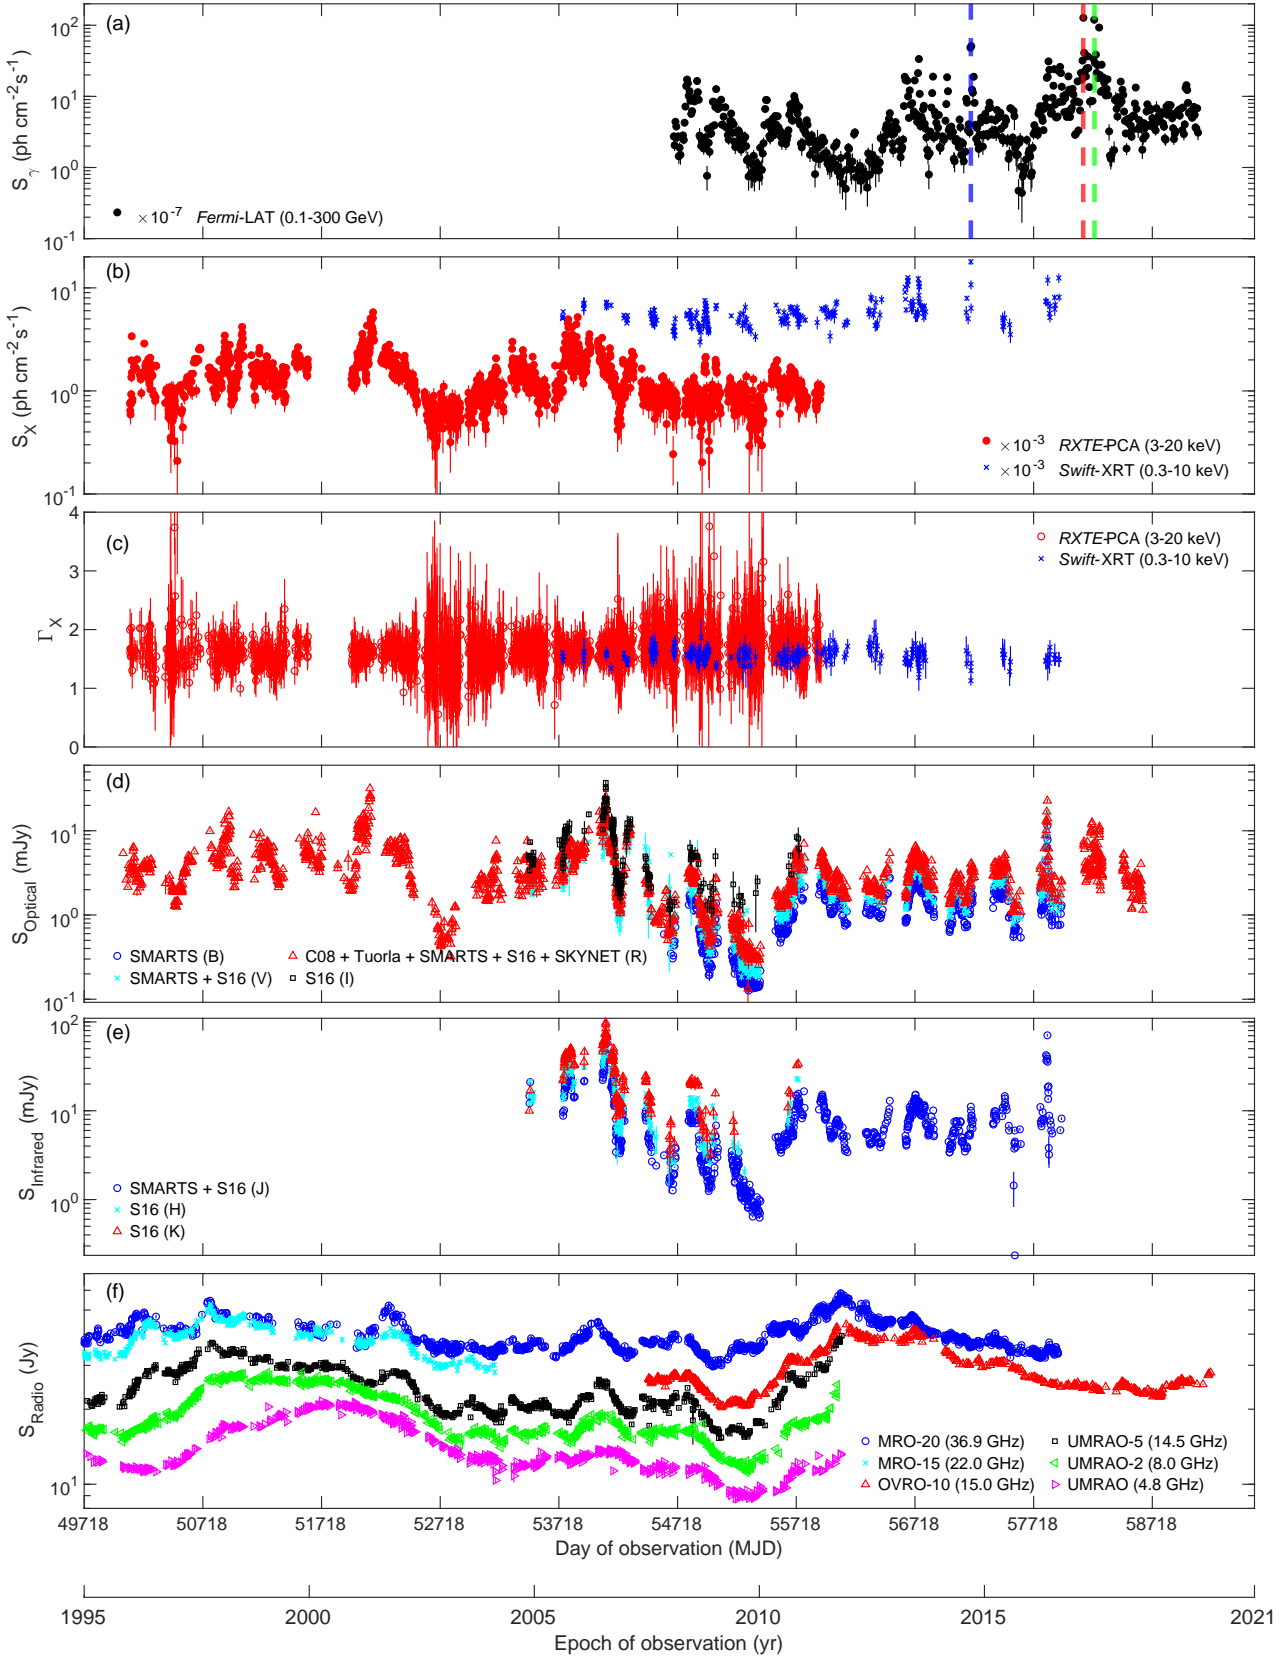 (a)
10^2
10^1
10^0
10^-1
S_γ (ph cm^-2 s^-1)
×10^-7 Fermi-LAT (0.1-300 GeV)
(b)
10^1
10^0
10^-1
S_X (ph cm^-2 s^-1)
×10^-3 RXTE-PCA (3-20 keV)
×10^-3 Swift-XRT (0.3-10 keV)
(c)
4
3
2
1
0
Γ_X
RXTE-PCA (3-20 keV)
Swift-XRT (0.3-10 keV)
(d)
10^1
10^0
10^-1
S_Optical (mJy)
SMARTS (B)
C08 + Tuorla + SMARTS + S16 + SKYNET (R)
SMARTS + S16 (V)
S16 (I)
(e)
10^2
10^1
10^0
S_Infrared (mJy)
SMARTS + S16 (J)
S16 (H)
S16 (K)
(f)
10^1
S_Radio (Jy)
MRO-20 (36.9 GHz)
MRO-15 (22.0 GHz)
OVRO-10 (15.0 GHz)
UMRAO-5 (14.5 GHz)
UMRAO-2 (8.0 GHz)
UMRAO (4.8 GHz)
49718 50718 51718 52718 53718 54718 55718 56718 57718 58718
Day of observation (MJD)
1995 2000 2005 2010 2015 2021
Epoch of observation (yr)